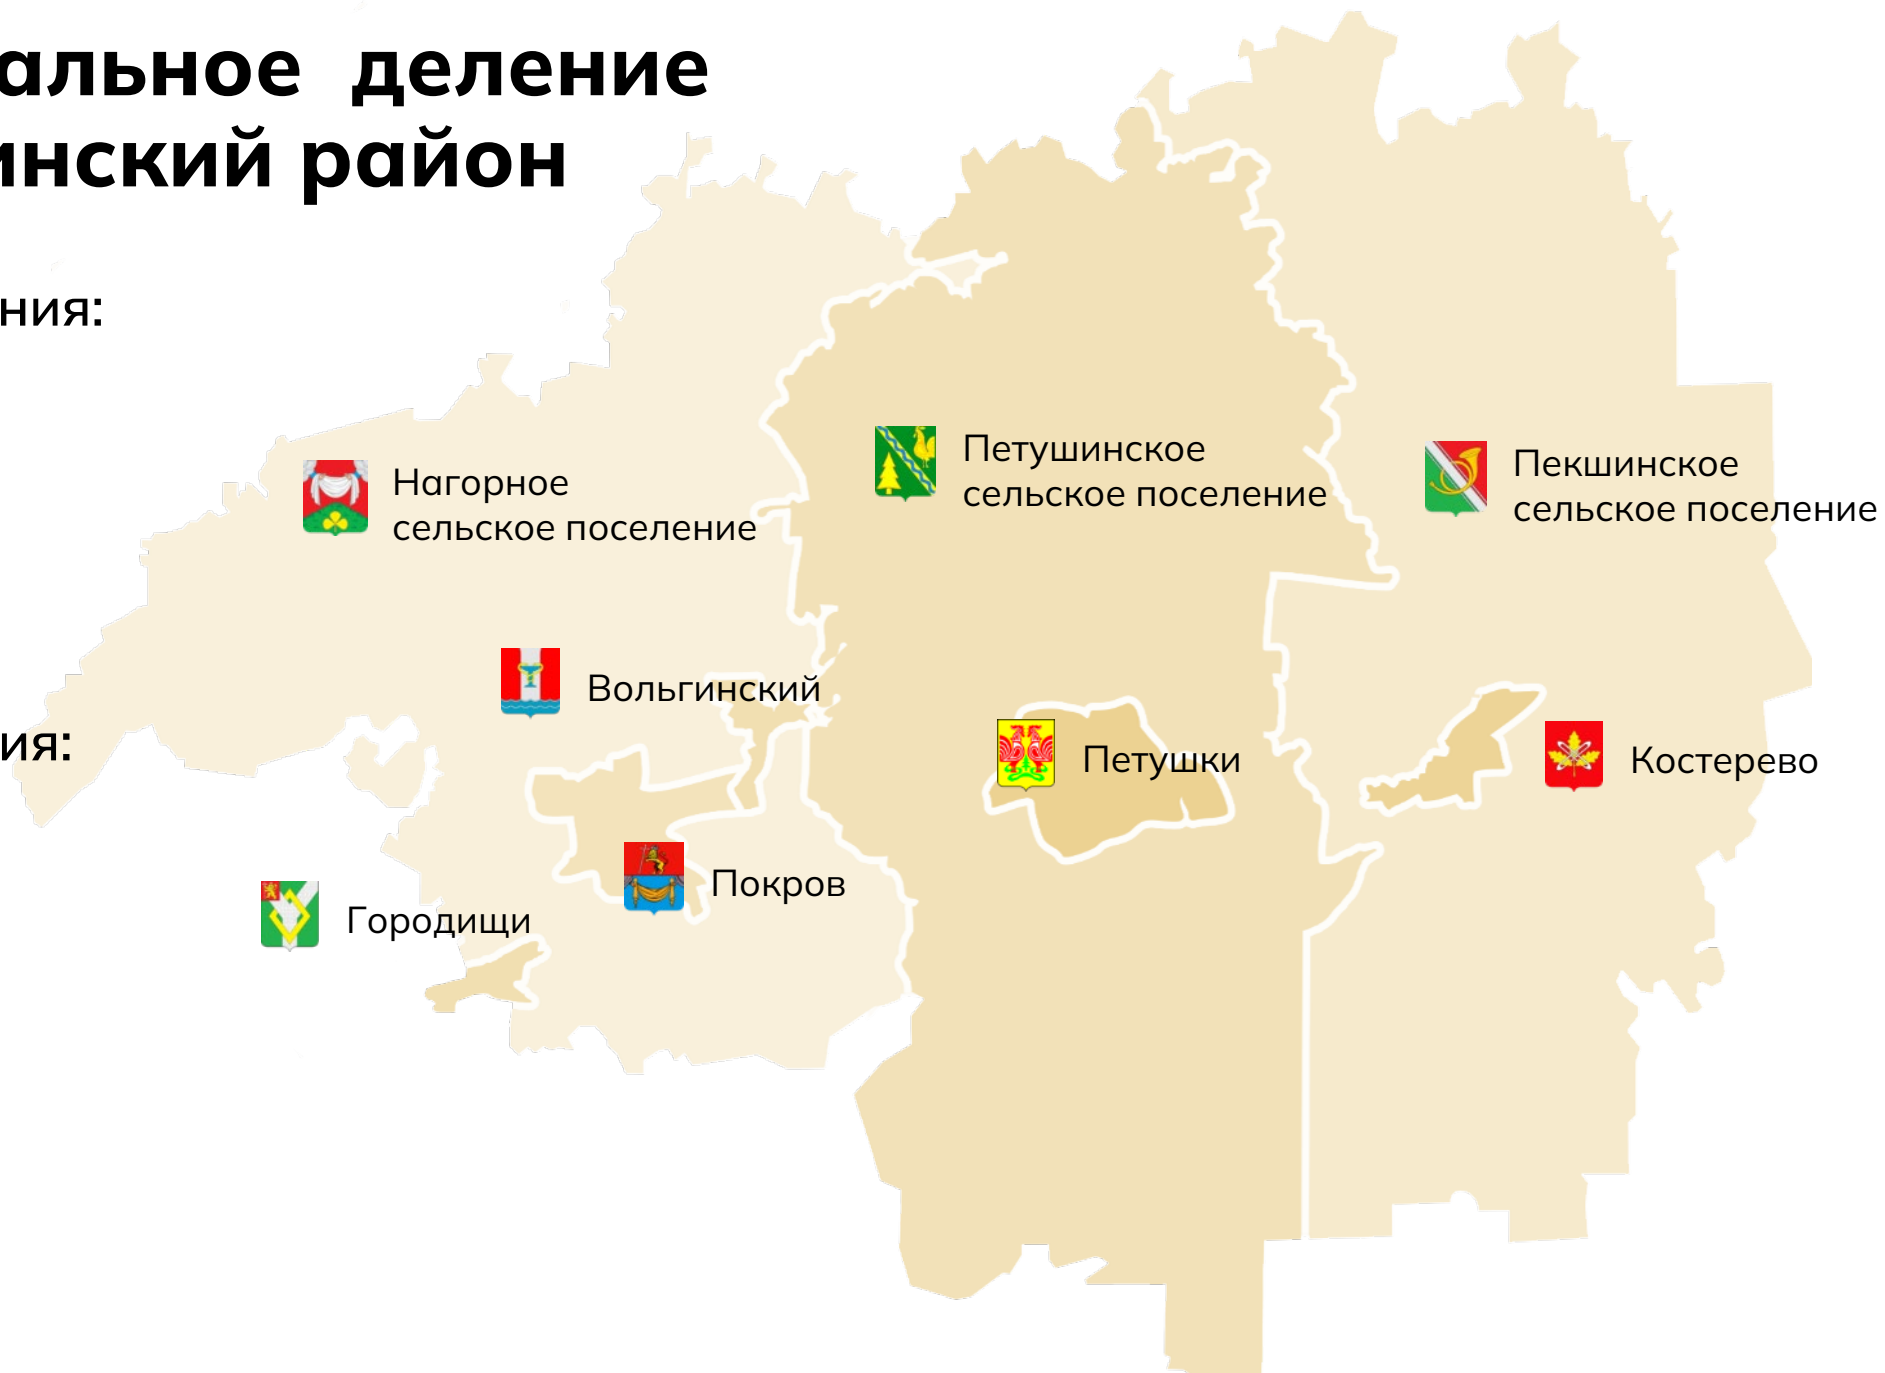 альное деление
инский район
ния:
Нагорное
сельское поселение
Петушинское
сельское поселение
Пекшинское
сельское поселение
Вольгинский
ия:
Петушки
Костерево
Покров
Городищи